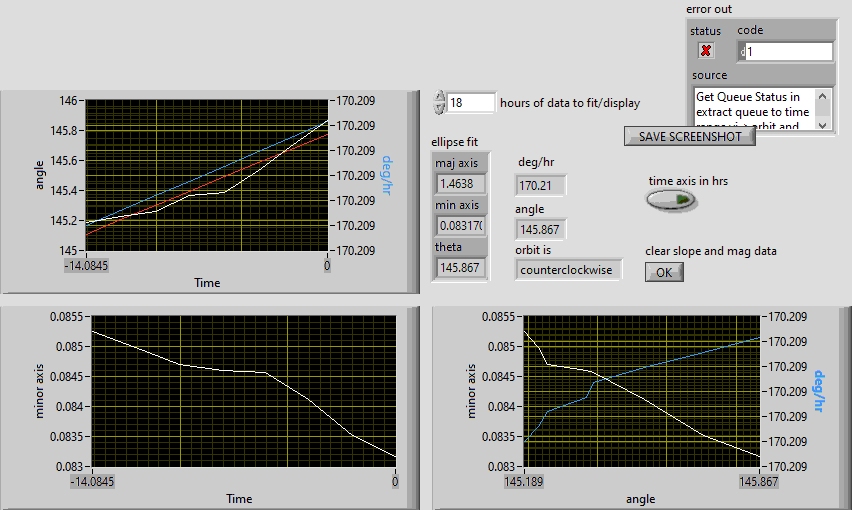 error out
status
code
1
source
Get Queue Status in
extract queue to time
orbit and
SAVE SCREENSHOT
18
hours of data to fit/display
146
145.8
145.6
145.4
145.2
145
angle
170.209
170.209
170.209
170.209
170.209
170.209
170.209
deg/hr
-14.0845
0
Time
ellipse fit
maj axis
1.4638
min axis
0.083170
theta
145.867
deg/hr
170.21
angle
145.867
orbit is
counterclockwise
time axis in hrs
clear slope and mag data
OK
0.0855
0.085
0.0845
0.084
0.0835
0.083
minor axis
-14.0845
0
Time
0.0855
0.085
0.0845
0.084
0.0835
0.083
minor axis
170.209
170.209
170.209
170.209
170.209
170.209
170.209
deg/hr
145.189
145.867
angle